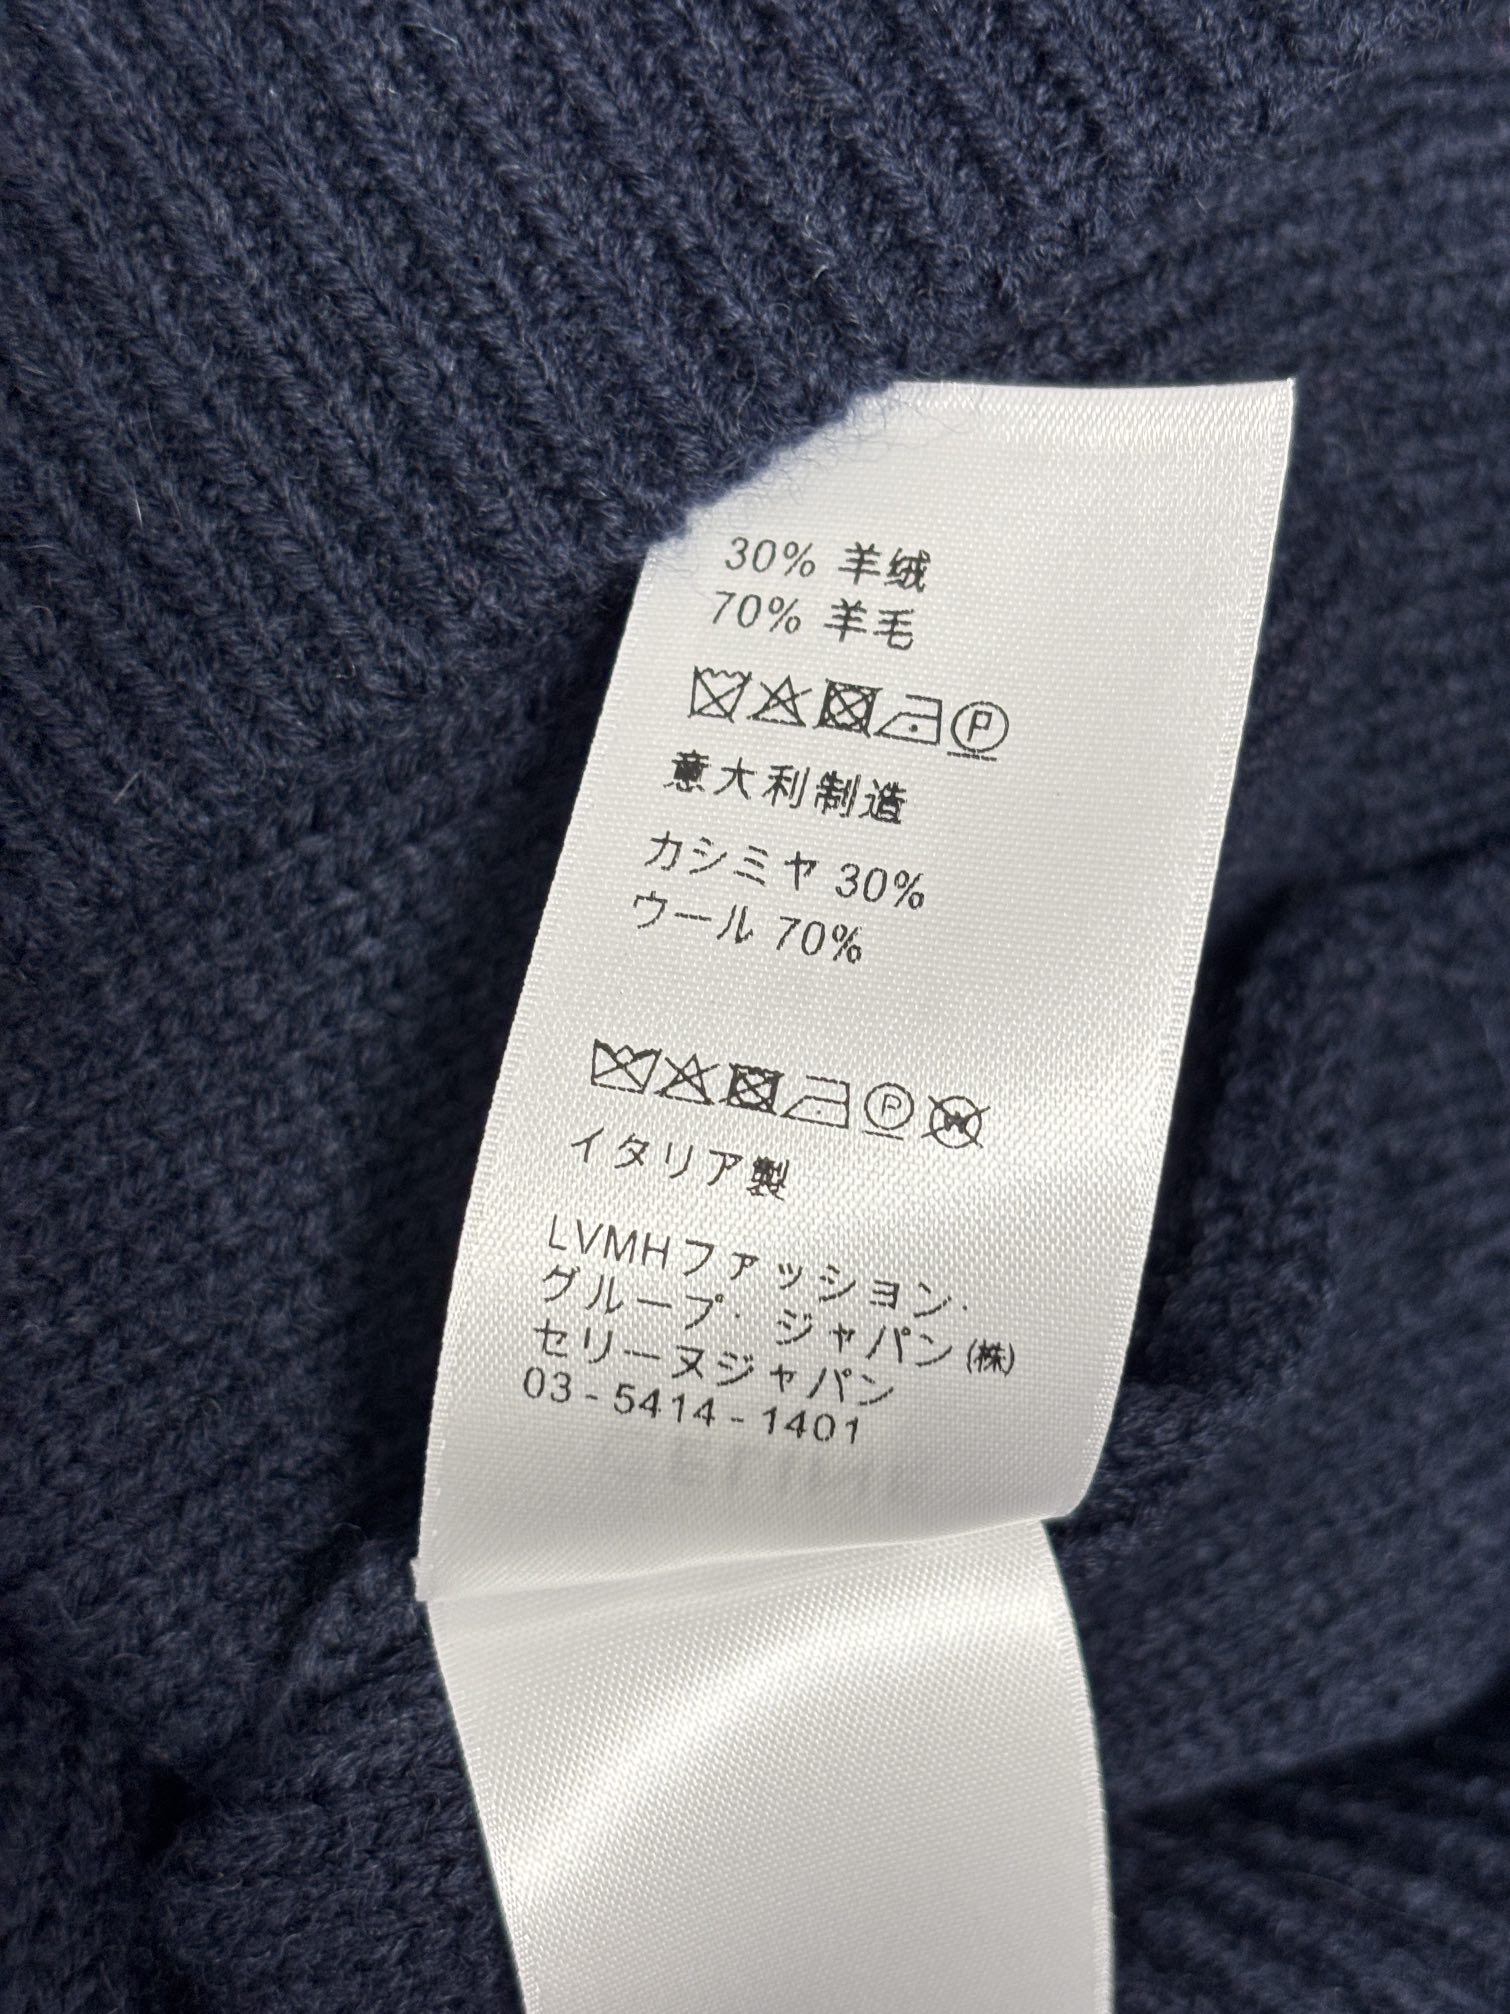 30% 羊绒
70% 羊毛
P
意大利制造
カシミヤ 30%
ウール 70%
P W
イタリア製
LVMHファッション·
グループ· ジャパン(株)
セリーヌジャパン
03-5414-1401